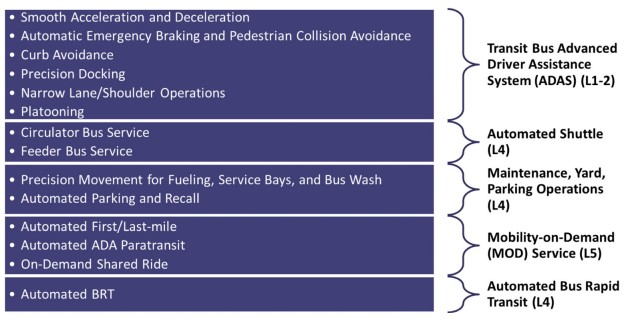 • Smooth Acceleration and Deceleration
• Automatic Emergency Braking and Pedestrian Collision Avoidance
• Curb Avoidance
• Precision Docking
• Narrow Lane/Shoulder Operations
• Platooning
Transit Bus Advanced
Driver Assistance
System (ADAS) (L1-2)
• Circulator Bus Service
• Feeder Bus Service
Automated Shuttle
(L4)
• Precision Movement for Fueling, Service Bays, and Bus Wash
• Automated Parking and Recall
Maintenance, Yard,
Parking Operations
(L4)
• Automated First/Last-mile
• Automated ADA Paratransit
• On-Demand Shared Ride
Mobility-on-Demand
(MOD) Service (L5)
• Automated BRT
Automated Bus Rapid
Transit (L4)